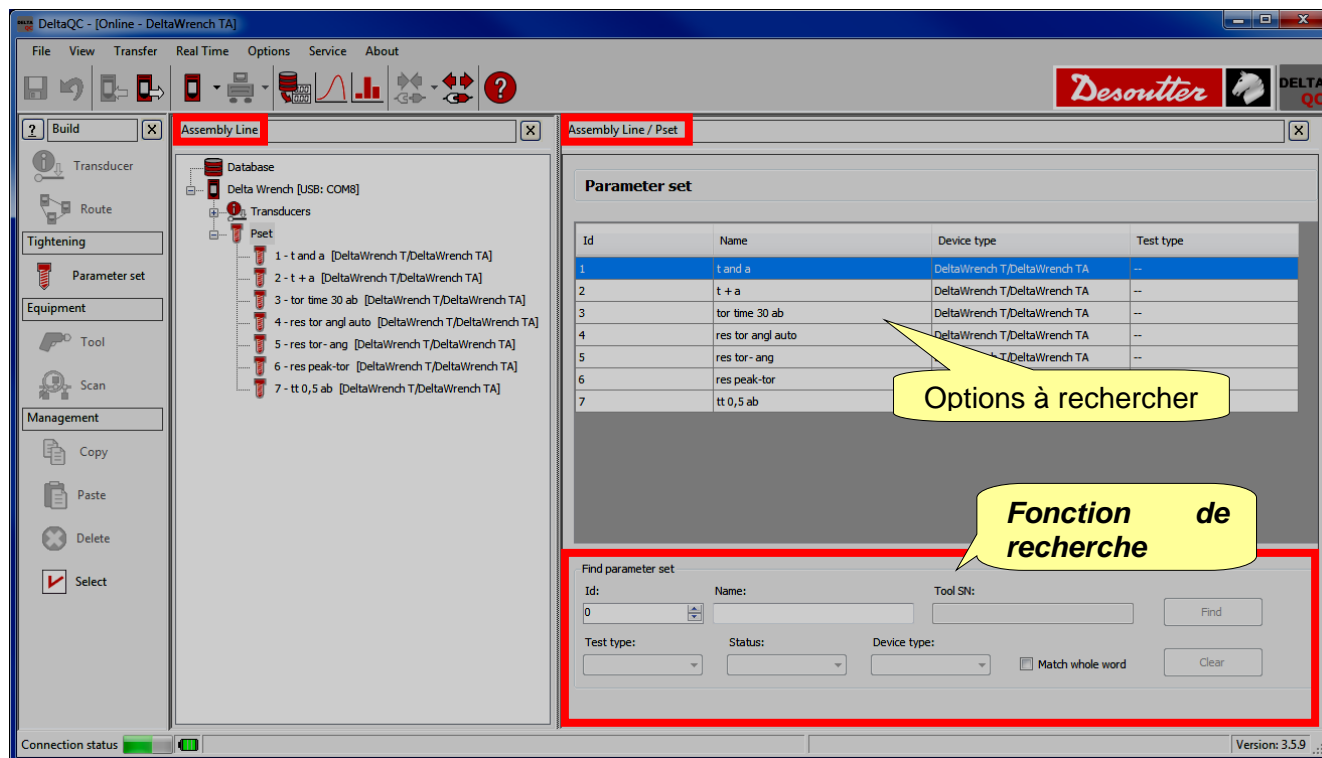 DeltaQC - [Online - DeltaWrench TA]
File View Transfer Real Time Options Service About
Desoutter
DELTA
QC
? Build X
Assembly Line X
Assembly Line / Pset X
Transducer
Route
Tightening
Parameter set
Equipment
Tool
Scan
Management
Copy
Paste
Delete
Select
Database
Delta Wrench [USB: COM8]
Transducers
Pset
1 - t and a [DeltaWrench T/DeltaWrench TA]
2 - t + a [DeltaWrench T/DeltaWrench TA]
3 - tor time 30 ab [DeltaWrench T/DeltaWrench TA]
4 - res tor angl auto [DeltaWrench T/DeltaWrench TA]
5 - res tor- ang [DeltaWrench T/DeltaWrench TA]
6 - res peak-tor [DeltaWrench T/DeltaWrench TA]
7 - tt 0,5 ab [DeltaWrench T/DeltaWrench TA]
Parameter set
Id Name Device type Test type
1 t and a DeltaWrench T/DeltaWrench TA --
2 t + a DeltaWrench T/DeltaWrench TA --
3 tor time 30 ab DeltaWrench T/DeltaWrench TA --
4 res tor angl auto DeltaWrench T/DeltaWrench TA --
5 res tor- ang T/DeltaWrench TA --
6 res peak-tor
7 tt 0,5 ab
Options à rechercher
Fonction de
recherche
Find parameter set
Id: Name: Tool SN:
0 Find
Test type: Status: Device type:
Match whole word Clear
Connection status Version: 3.5.9